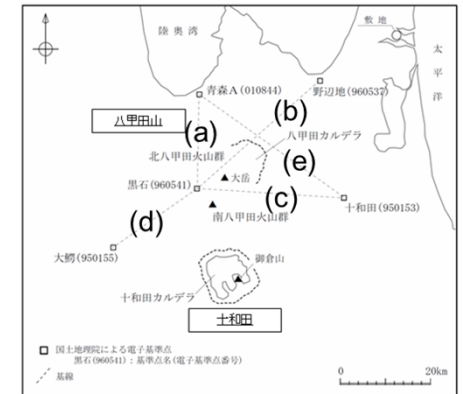 敷地
陸奥湾
太平洋
青森A(010844)
野辺地(960537)
(b)
八甲田山
(a)
八甲田カルデラ
北八甲田火山群
(e)
大岳
黒石(960541)
(c)
十和田(950153)
(d)
南八甲田火山群
大鰐(950155)
御倉山
十和田カルデラ
十和田
国土地理院による電子基準点
黒石(960541):基準点名(電子基準点番号)
基線
0 20km